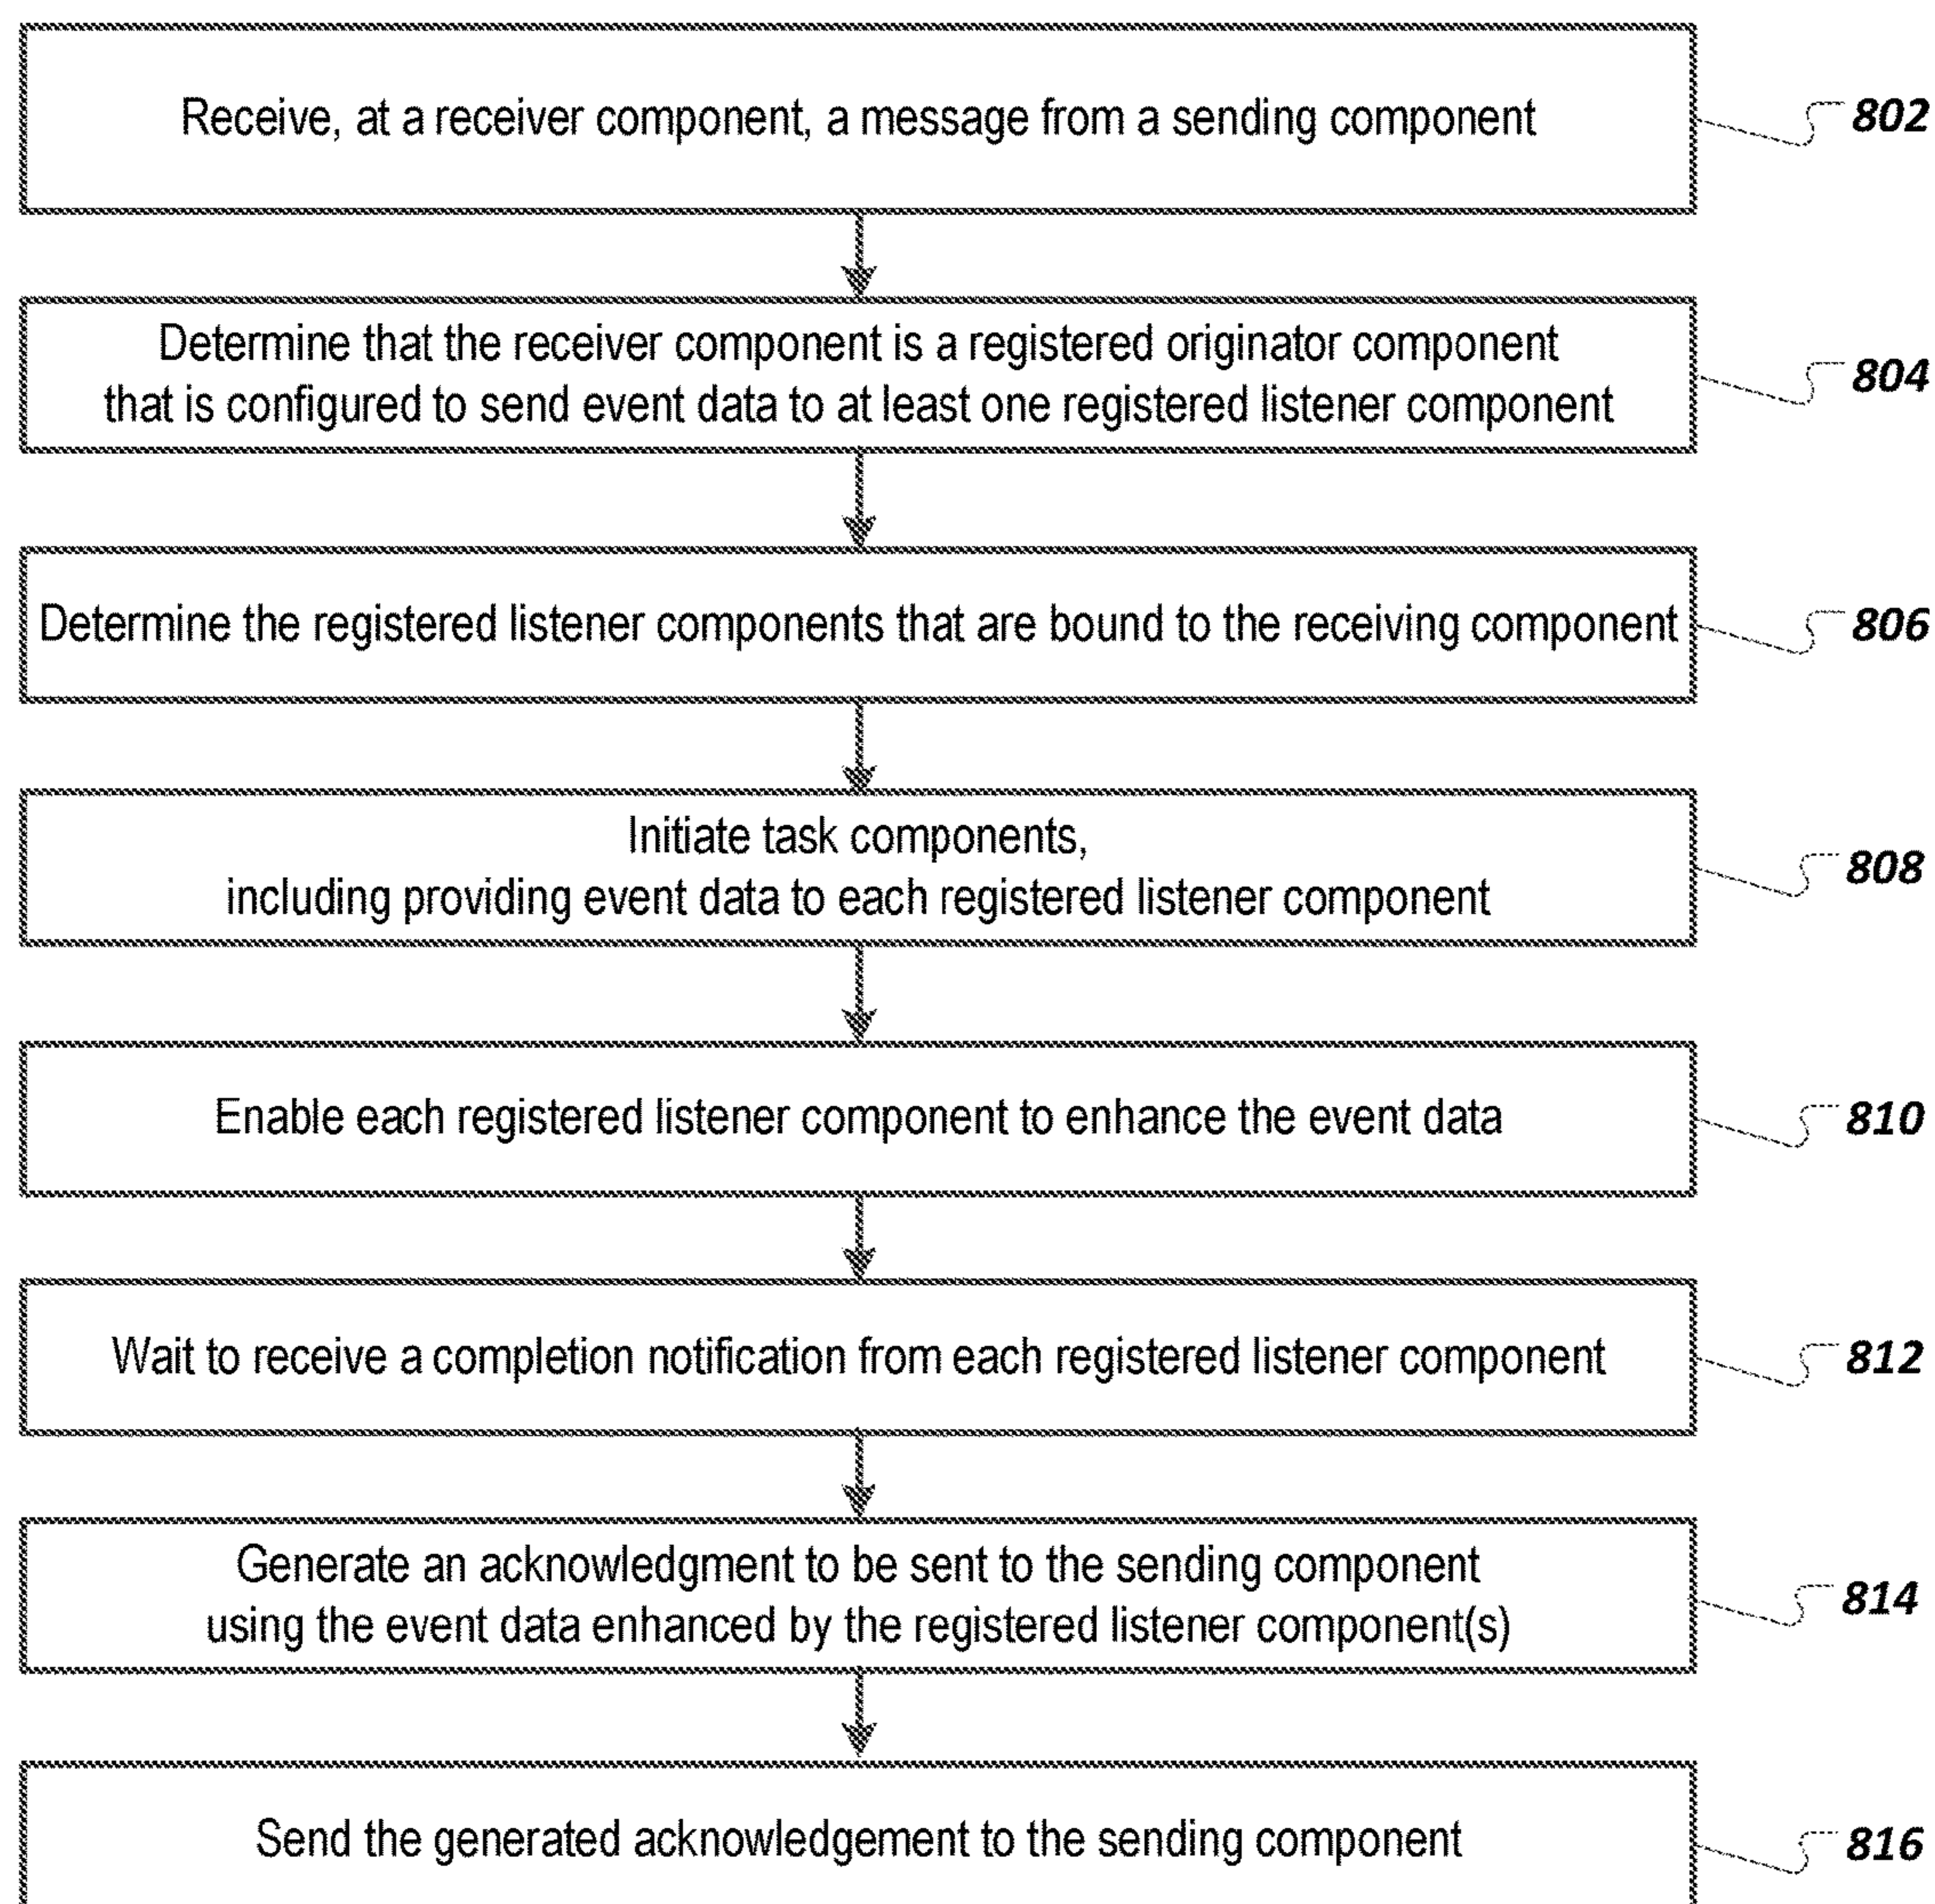 Receive, at a receiver component, a message from a sending component
802
Determine that the receiver component is a registered originator component
that is configured to send event data to at least one registered listener component
804
Determine the registered listener components that are bound to the receiving component
806
Initiate task components,
including providing event data to each registered listener component
808
Enable each registered listener component to enhance the event data
810
Wait to receive a completion notification from each registered listener component
812
Generate an acknowledgment to be sent to the sending component
using the event data enhanced by the registered listener component(s)
814
Send the generated acknowledgement to the sending component
816